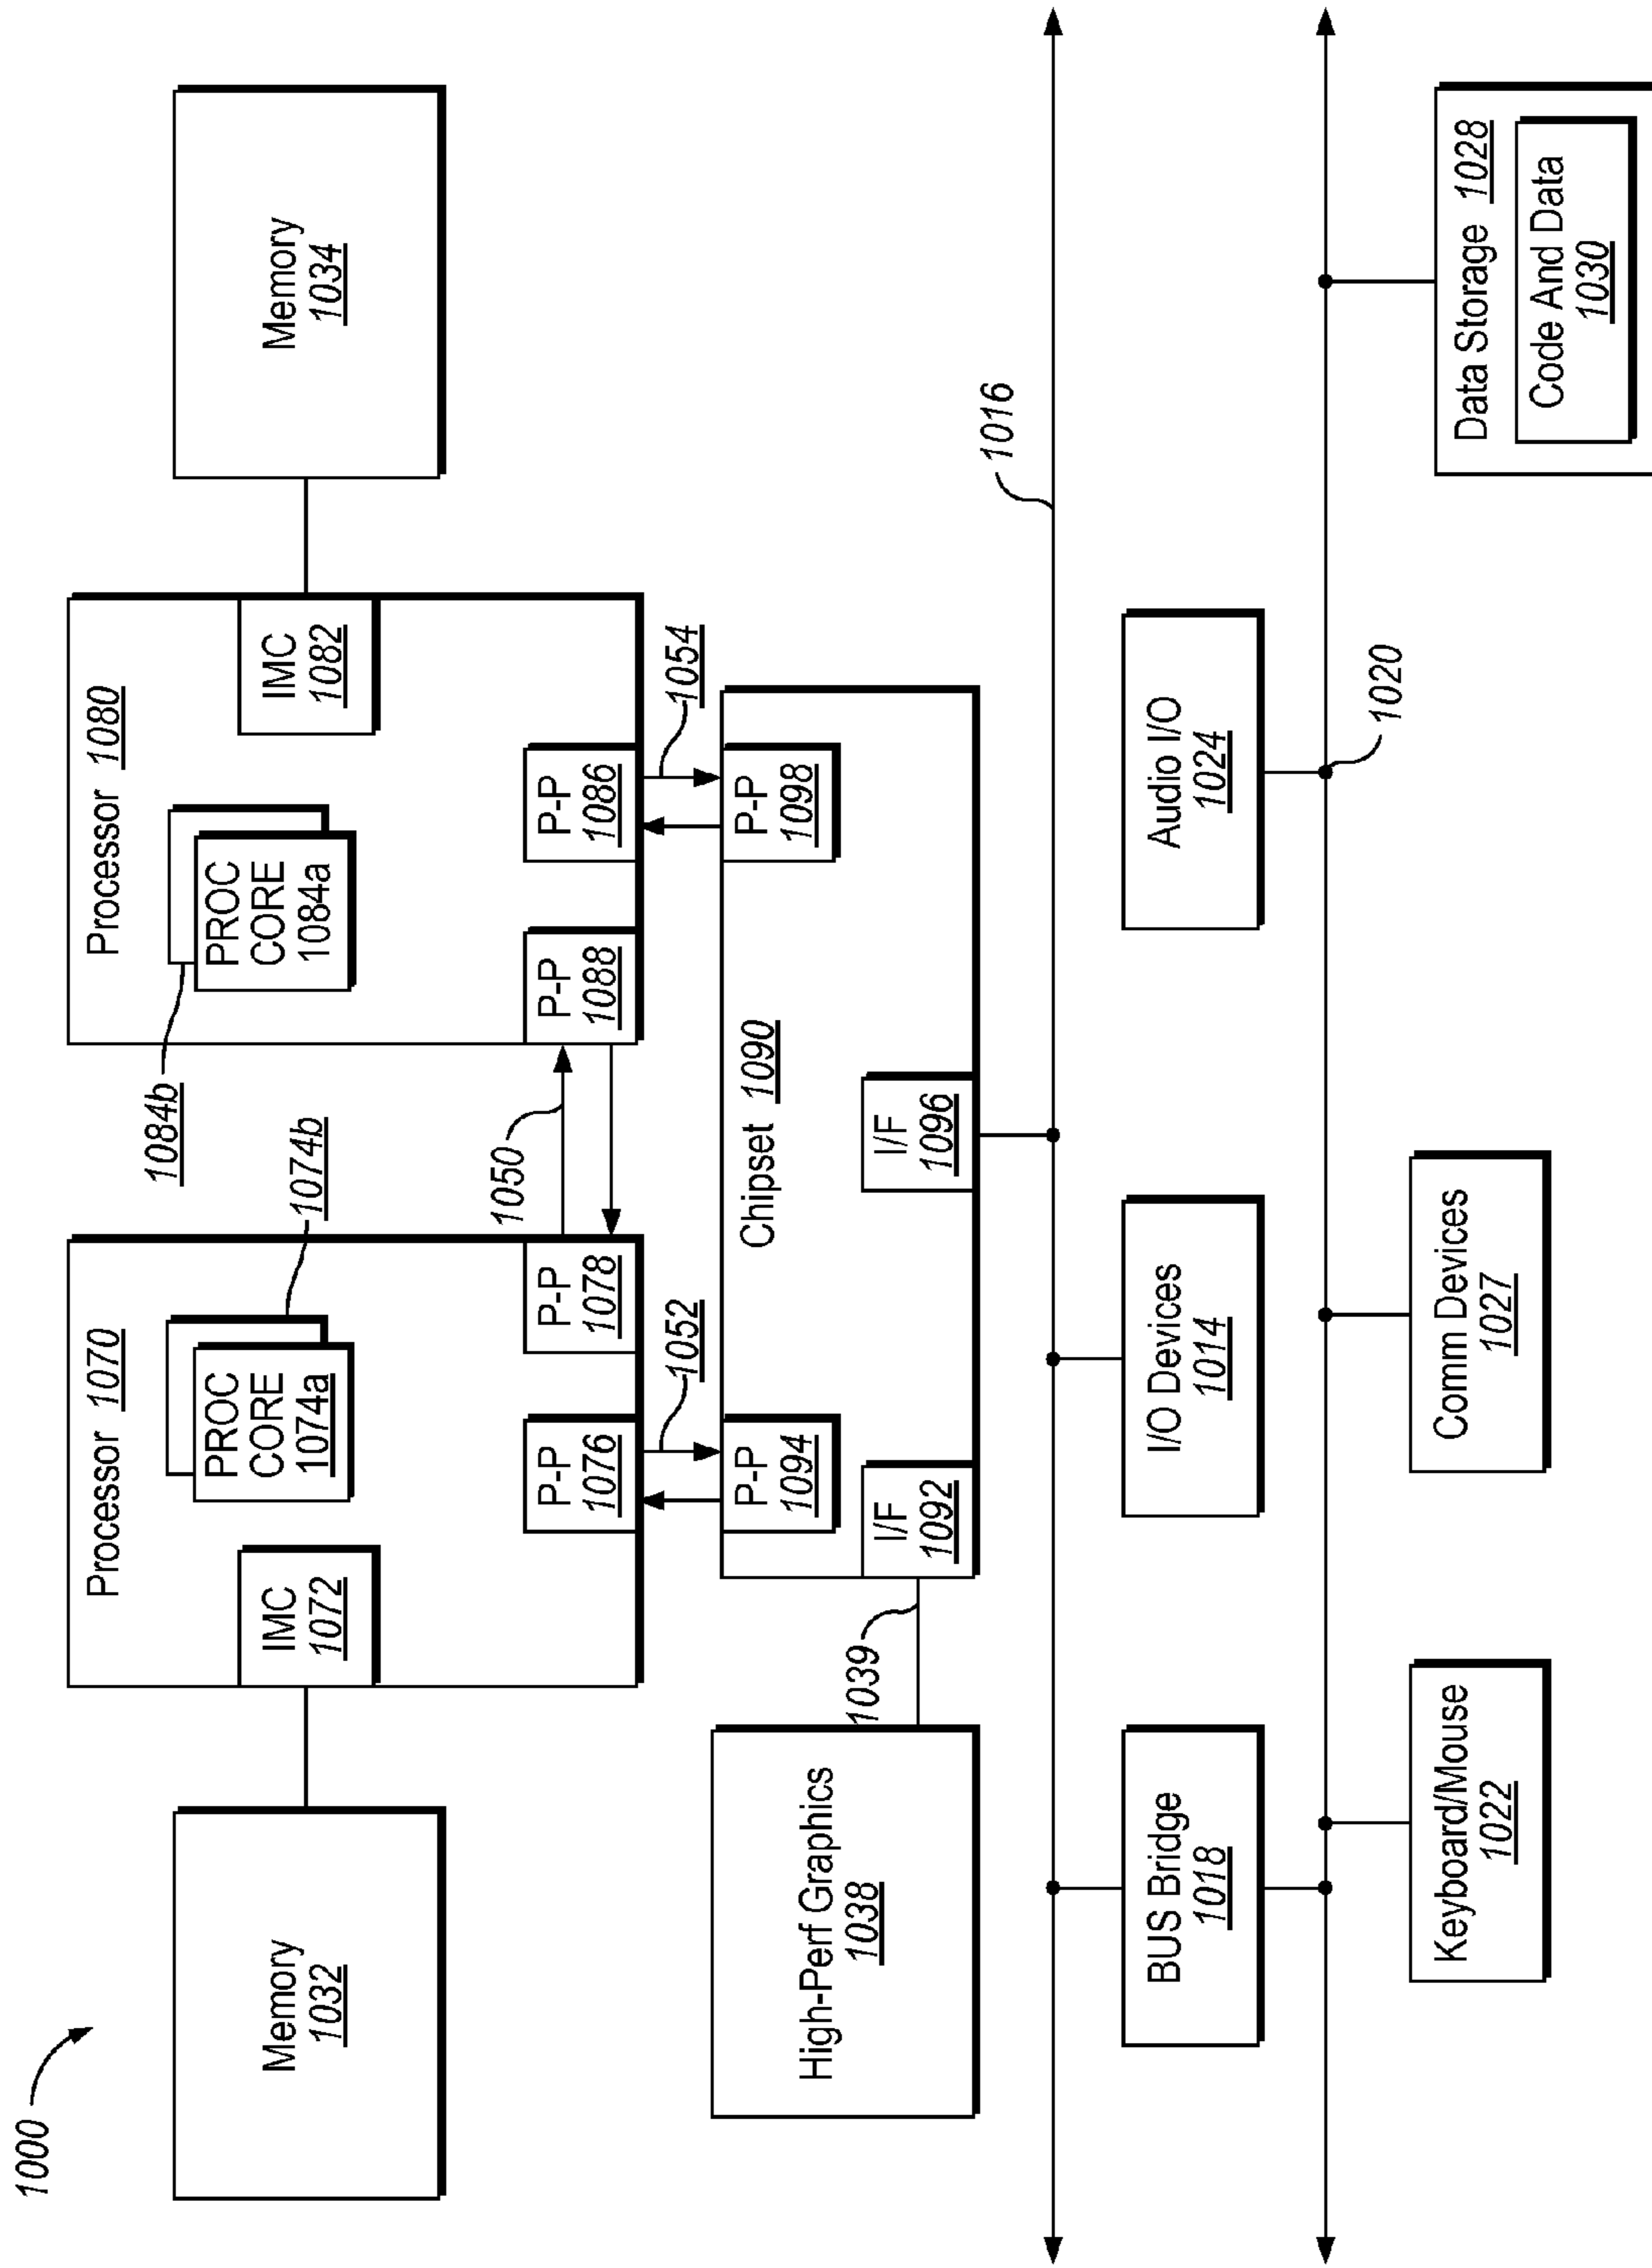 1000
Memory
1032
Processor 1070
IMC
1072
PROC
CORE
1074a
1074b
P-P
1076
P-P
1078
1050
1084b
Processor 1080
PROC
CORE
1084a
IMC
1082
P-P
1088
P-P
1086
Memory
1034
1052
1054
High-Perf Graphics
1038
1039
Chipset 1090
P-P
1094
P-P
1098
I/F
1092
I/F
1096
1016
BUS Bridge
1018
I/O Devices
1014
Audio I/O
1024
1020
Keyboard/Mouse
1022
Comm Devices
1027
Data Storage 1028
Code And Data
1030